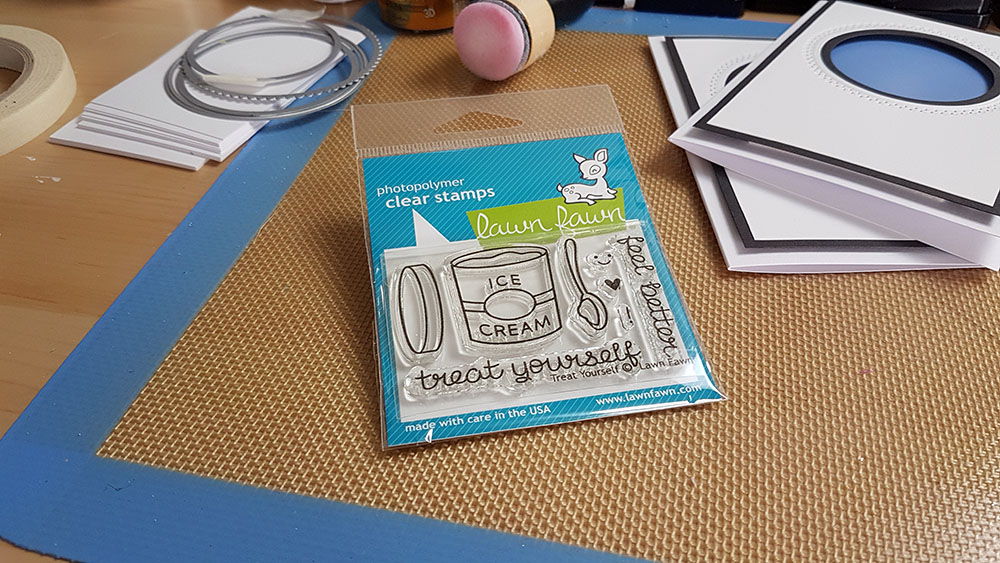 photopolymer
clear stamps
lawn fawn
ICE
CREAM
feel better
!
treat yourself
Treat Yourself © Lawn Fawn
www.lawnfawn.com
made with care in the USA